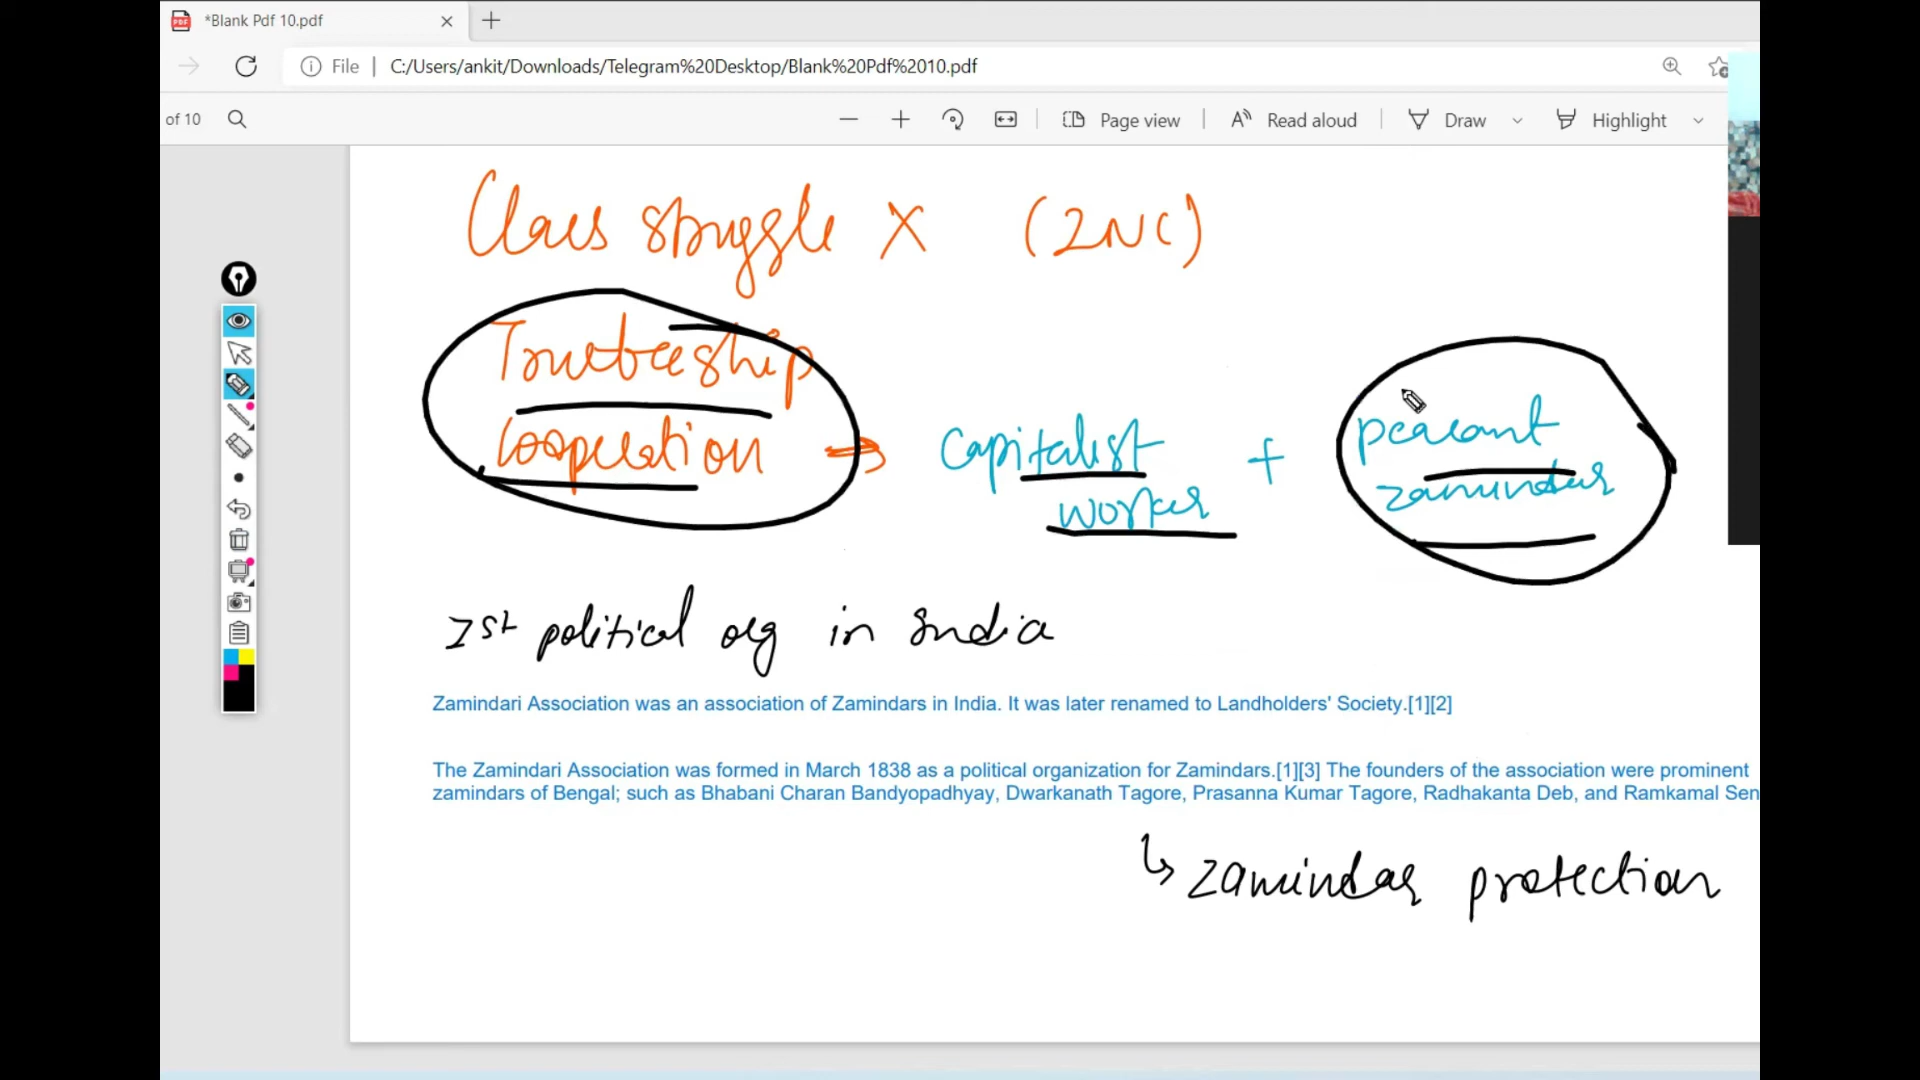 *Blank Pdf 10.pdf
File | C:/Users/ankit/Downloads/Telegram%20Desktop/Blank%20Pdf%2010.pdf
of 10 Page view Read aloud Draw Highlight
Class struggle X (INC)
Trusteeship
Cooperation → Capitalist + peasant
worker zamindar
Ist political org in India
Zamindari Association was an association of Zamindars in India. It was later renamed to Landholders' Society.[1][2]
The Zamindari Association was formed in March 1838 as a political organization for Zamindars.[1][3] The founders of the association were prominent
zamindars of Bengal; such as Bhabani Charan Bandyopadhyay, Dwarkanath Tagore, Prasanna Kumar Tagore, Radhakanta Deb, and Ramkamal Sen
↳ zamindar protection